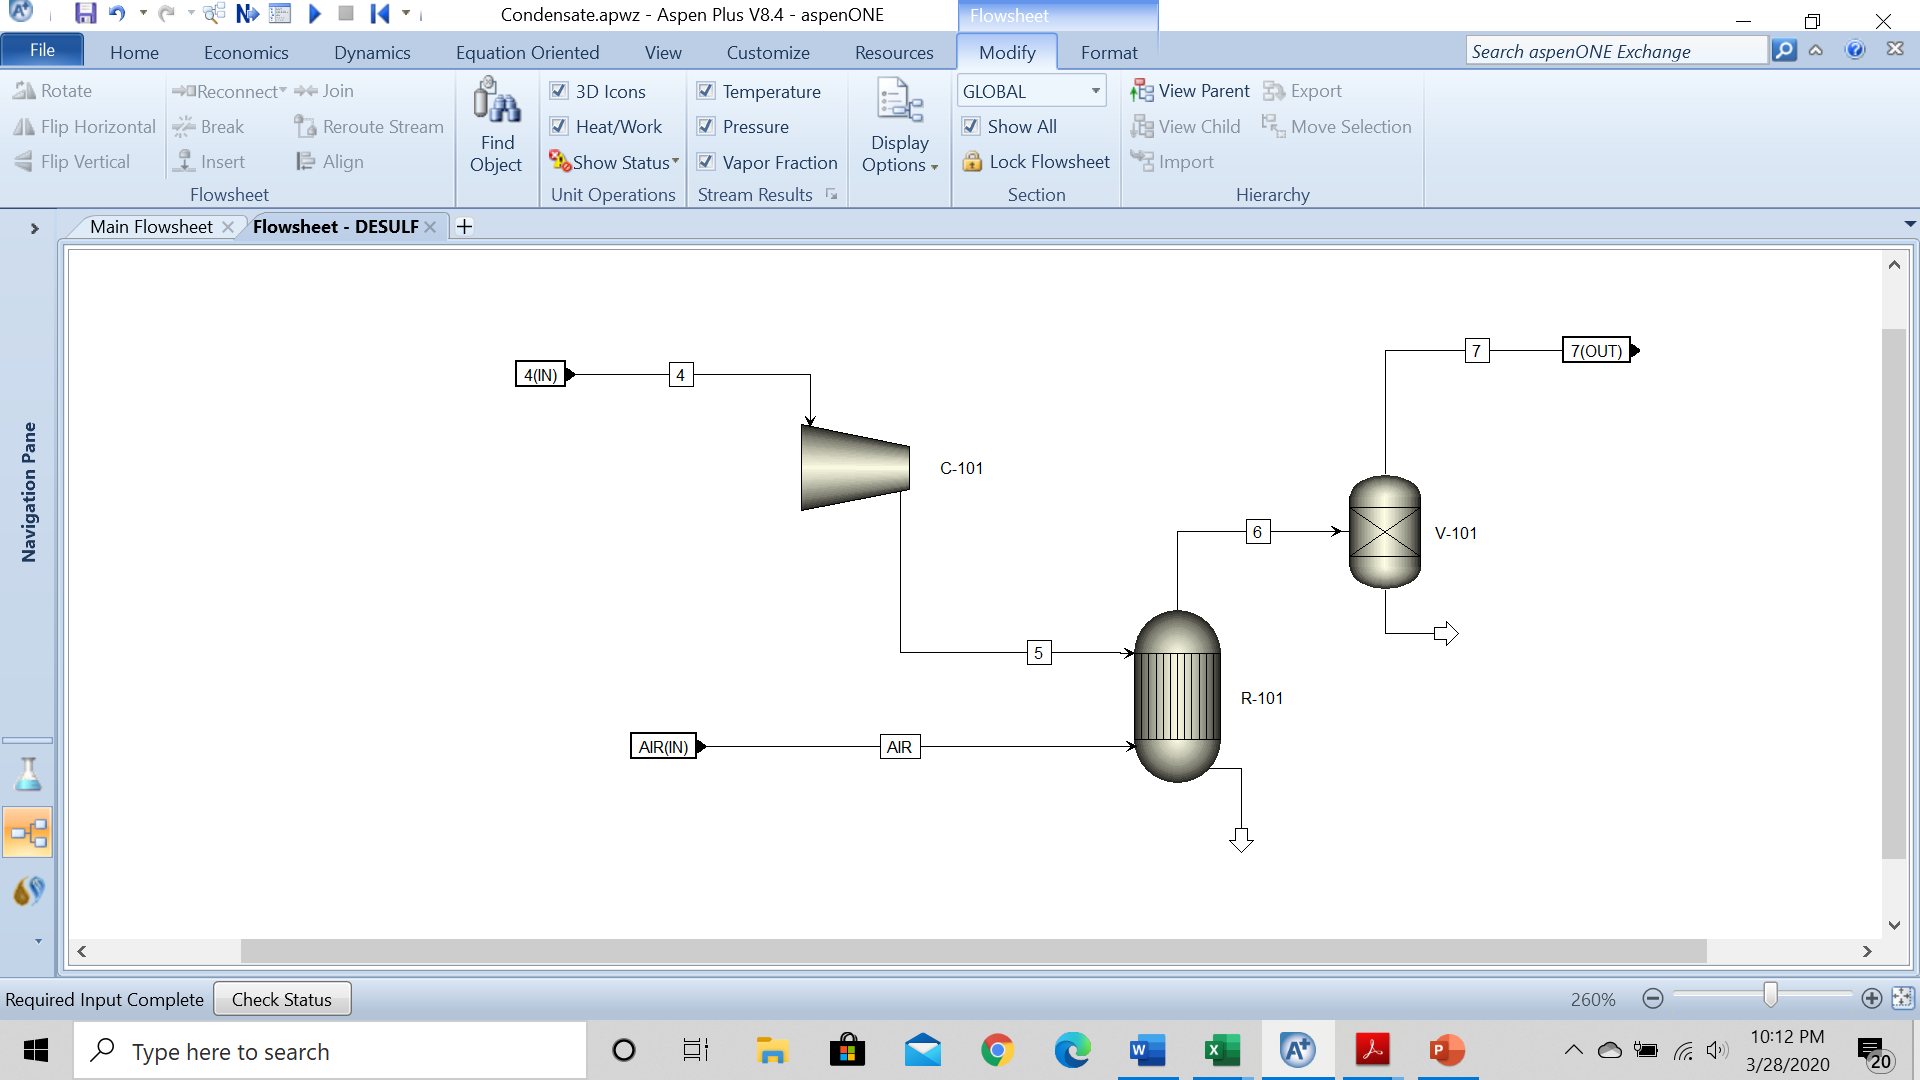 Condensate.apwz - Aspen Plus V8.4 - aspenONE
Flowsheet
File
Home
Economics
Dynamics
Equation Oriented
View
Customize
Resources
Modify
Format
Search aspenONE Exchange
Rotate
Flip Horizontal
Flip Vertical
Reconnect
Break
Insert
Join
Reroute Stream
Align
Flowsheet
Find
Object
3D Icons
Heat/Work
Show Status
Unit Operations
Temperature
Pressure
Vapor Fraction
Stream Results
Display
Options
GLOBAL
Show All
Lock Flowsheet
Section
View Parent
View Child
Import
Export
Move Selection
Hierarchy
Main Flowsheet
Flowsheet - DESULF
Navigation Pane
4(IN)
4
C-101
5
AIR(IN)
AIR
R-101
6
V-101
7
7(OUT)
Required Input Complete
Check Status
260%
Type here to search
10:12 PM
3/28/2020
20